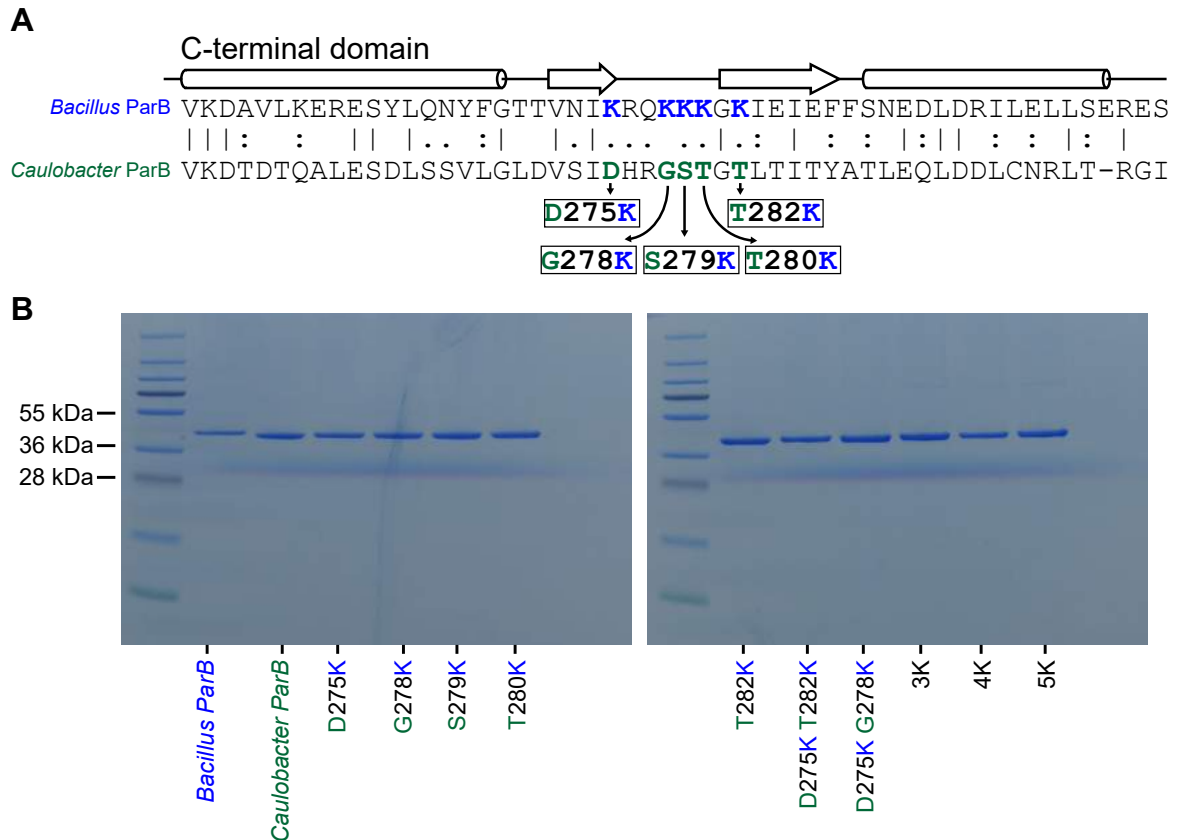 A
C-terminal domain
Bacillus ParB VKDAVLKERESYLQNYFGTTVNIKRQKKKGKIEIEFFSNEDLDRILELLSERES
|||: : ||| |.. :| |.||... .. |.: | : : |:|| : |: |
Caulobacter ParB VKDTDTQALESDLSSVLGLDVSIDHRGSTGTLTITYATLEQLDDLCNRLT-RGI
D275K T282K
G278K S279K T280K
B
55 kDa
36 kDa
28 kDa
Bacillus ParB
Caulobacter ParB
D275K
G278K
S279K
T280K
T282K
D275K T282K
D275K G278K
3K
4K
5K